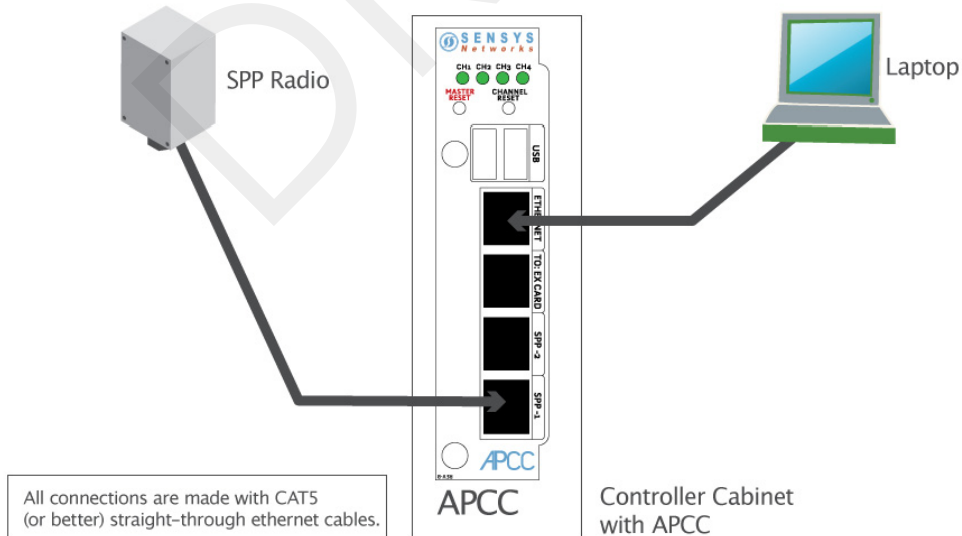 SENSYS
Networks
CH1 CH2 CH3 CH4
MASTER RESET
CHANNEL RESET
USB
ETHERNET
TO: EX CARD
SPP -2
SPP -1
APCC
SPP Radio
Laptop
APCC
Controller Cabinet
with APCC
All connections are made with CAT5
(or better) straight-through ethernet cables.